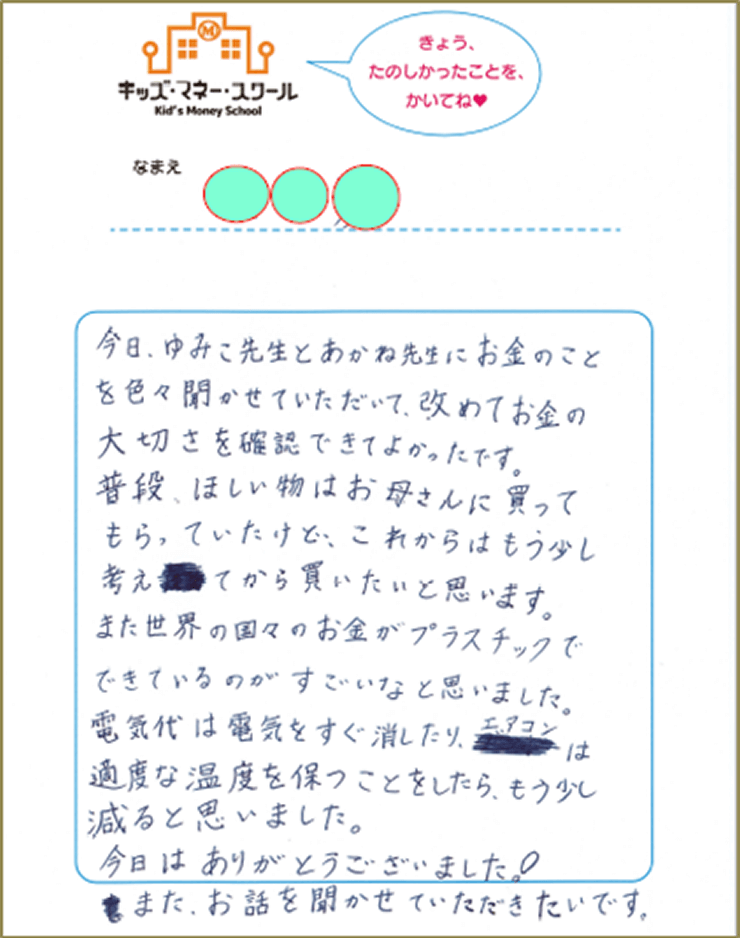 キッズ・マネー・スクール
Kid's Money School
きょう、
たのしかったことを、
かいてね♥
なまえ
今日、ゆみこ先生とあかね先生にお金のこと
を色々聞かせていただいて、改めてお金の
大切さを確認できてよかったです。
普段、ほしい物はお母さんに買って
もらっていたけど、これからはもう少し
考えてから買いたいと思います。
また世界の国々のお金がプラスチックで
できているのがすごいなと思いました。
電気代は電気をすぐ消したり、エアコンは
適度な温度を保つことをしたら、もう少し
減ると思いました。
今日はありがとうございました。
また、お話を聞かせていただきたいです。